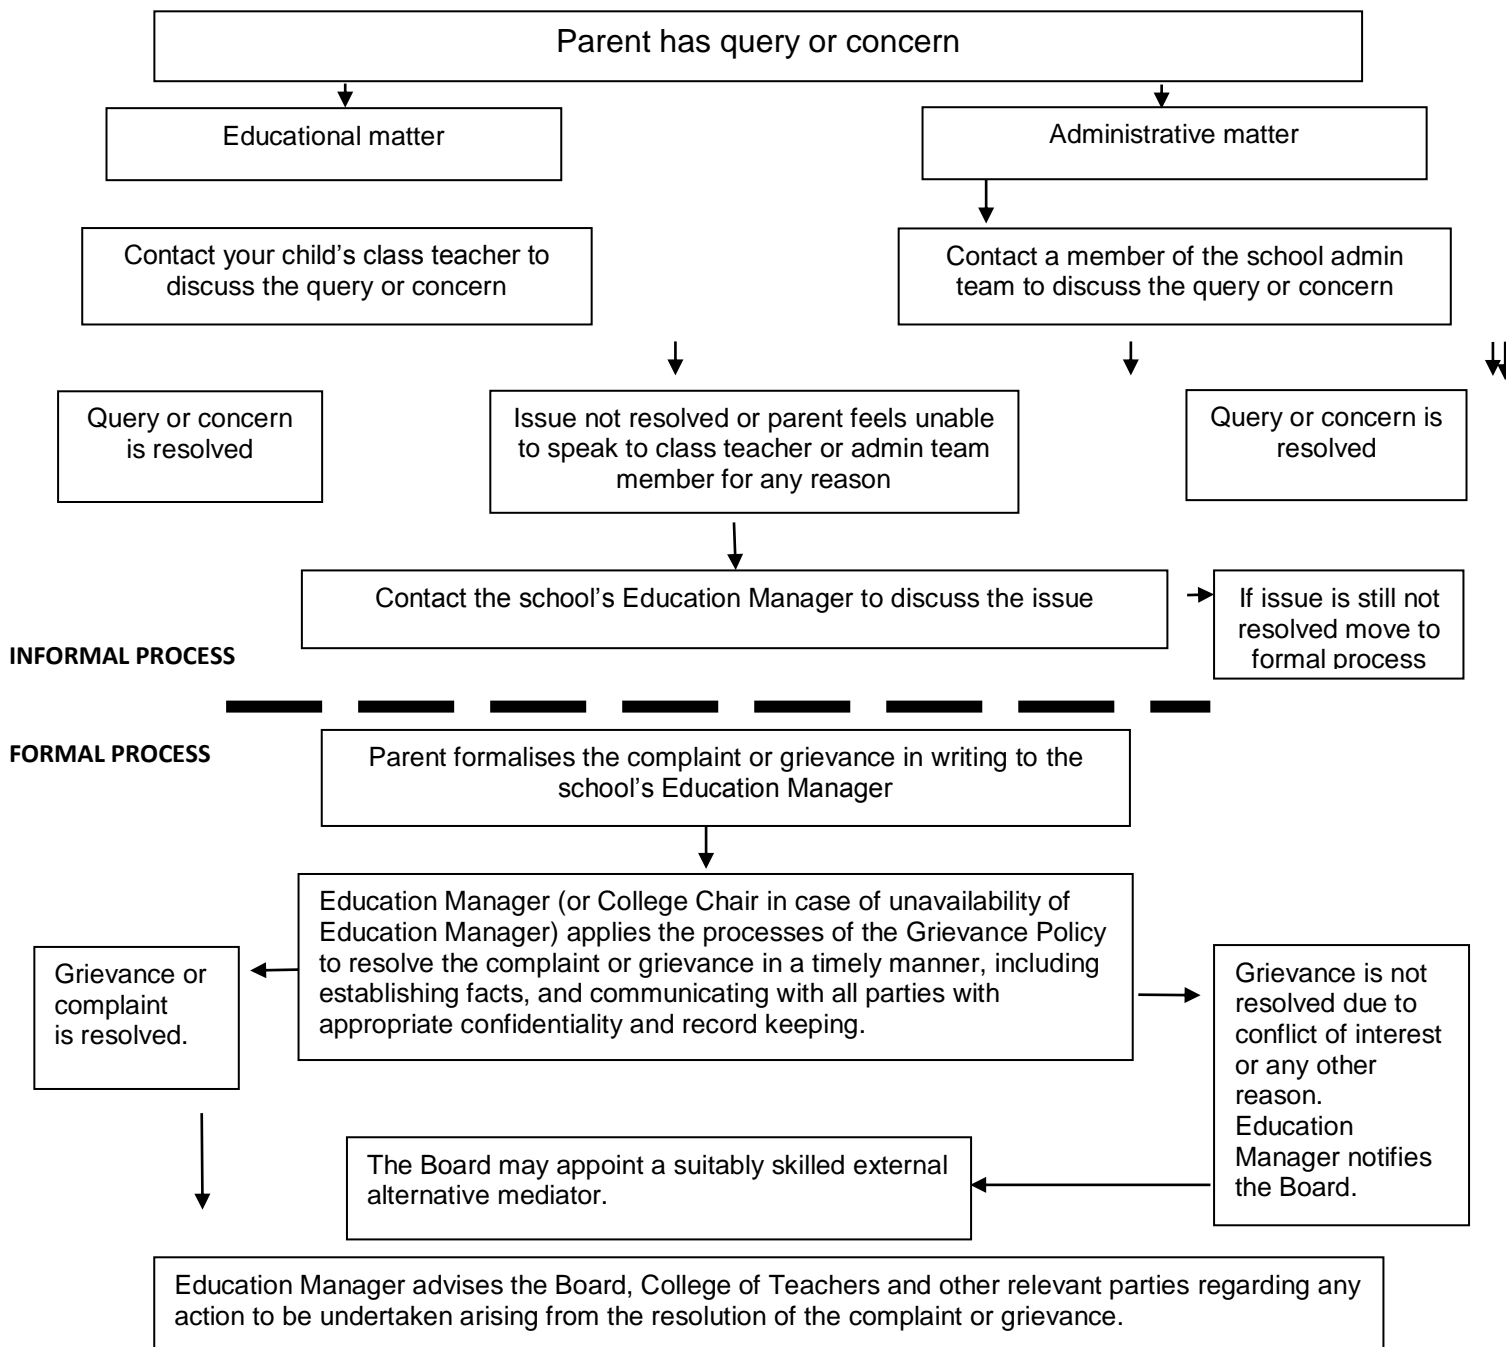 Parent has query or concern
Educational matter
Administrative matter
Contact your child's class teacher to
discuss the query or concern
Contact a member of the school admin
team to discuss the query or concern
Query or concern
is resolved
Issue not resolved or parent feels unable
to speak to class teacher or admin team
member for any reason
Query or concern is
resolved
Contact the school's Education Manager to discuss the issue
If issue is still not
resolved move to
formal process
INFORMAL PROCESS
FORMAL PROCESS
Parent formalises the complaint or grievance in writing to the
school's Education Manager
Education Manager (or College Chair in case of unavailability of
Education Manager) applies the processes of the Grievance Policy
to resolve the complaint or grievance in a timely manner, including
establishing facts, and communicating with all parties with
appropriate confidentiality and record keeping.
Grievance or
complaint
is resolved.
Grievance is not
resolved due to
conflict of interest
or any other
reason.
Education
Manager notifies
the Board.
The Board may appoint a suitably skilled external
alternative mediator.
Education Manager advises the Board, College of Teachers and other relevant parties regarding any
action to be undertaken arising from the resolution of the complaint or grievance.